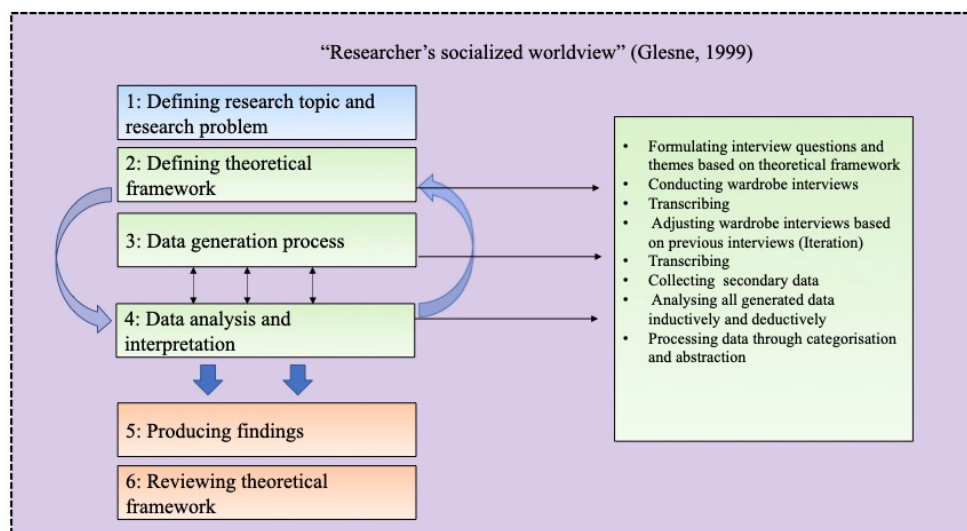 “Researcher’s socialized worldview” (Glesne, 1999)
1: Defining research topic and
research problem
2: Defining theoretical
framework
3: Data generation process
4: Data analysis and
interpretation
5: Producing findings
6: Reviewing theoretical
framework
• Formulating interview questions and
themes based on theoretical framework
• Conducting wardrobe interviews
• Transcribing
• Adjusting wardrobe interviews based
on previous interviews (Iteration)
• Transcribing
• Collecting secondary data
• Analysing all generated data
inductively and deductively
• Processing data through categorisation
and abstraction